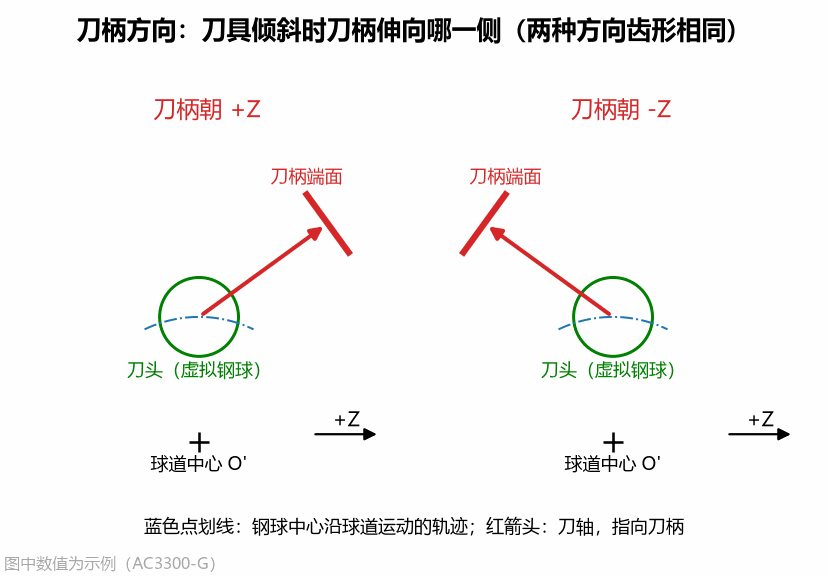 刀柄方向：刀具倾斜时刀柄伸向哪一侧（两种方向齿形相同）
刀柄朝 +Z
刀柄朝 -Z
刀柄端面
刀柄端面
刀头（虚拟钢球）
刀头（虚拟钢球）
+Z
+Z
球道中心 O'
球道中心 O'
蓝色点划线：钢球中心沿球道运动的轨迹；红箭头：刀轴，指向刀柄
图中数值为示例（AC3300-G）